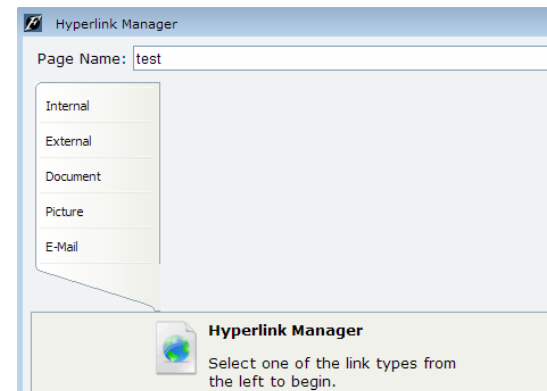 Hyperlink Manager
Page Name: test
Internal
External
Document
Picture
E-Mail
Hyperlink Manager
Select one of the link types from
the left to begin.